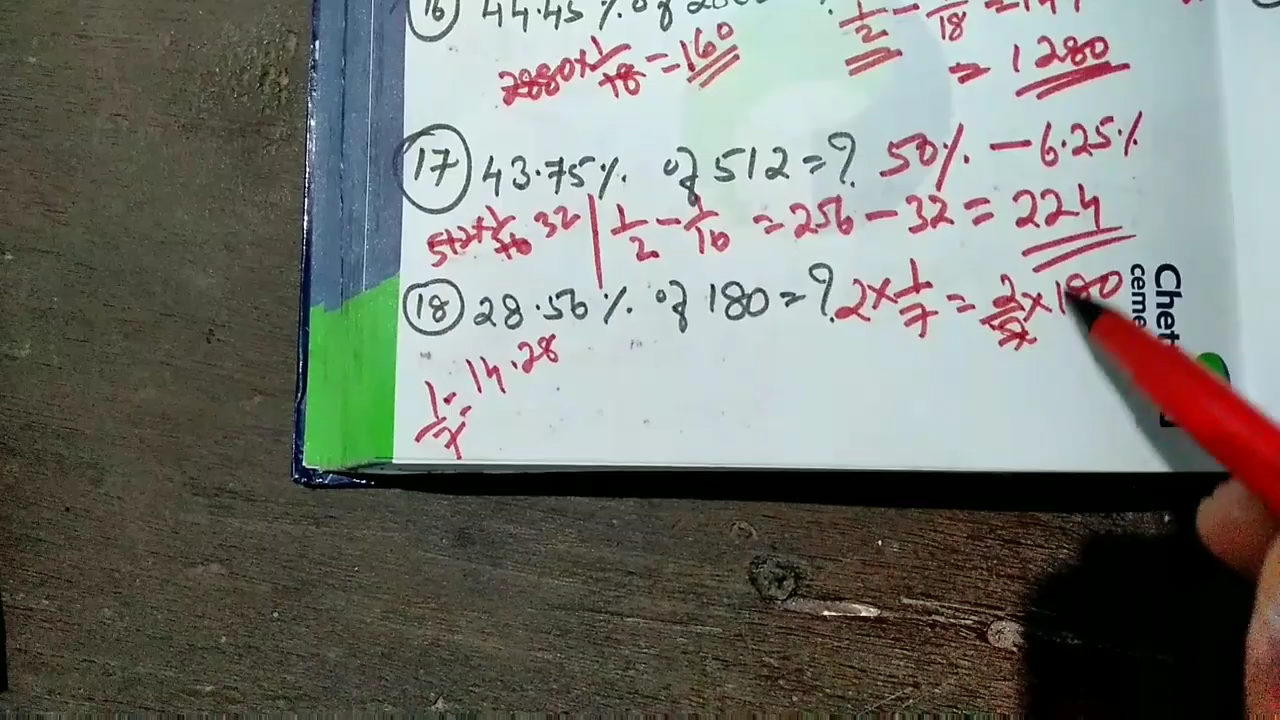 16 44.45% of 28 ? 1/2 - 1/18 =
2880×1/18 = 160 = 1280
17 43.75% of 512 = ? 50% - 6.25%
512×1/16 32 | 1/2 - 1/16 = 256 - 32 = 224
18 28.56% of 180 = ? 2×1/7 = 2/7×180
1/7 = 14.28
Chet
ceme